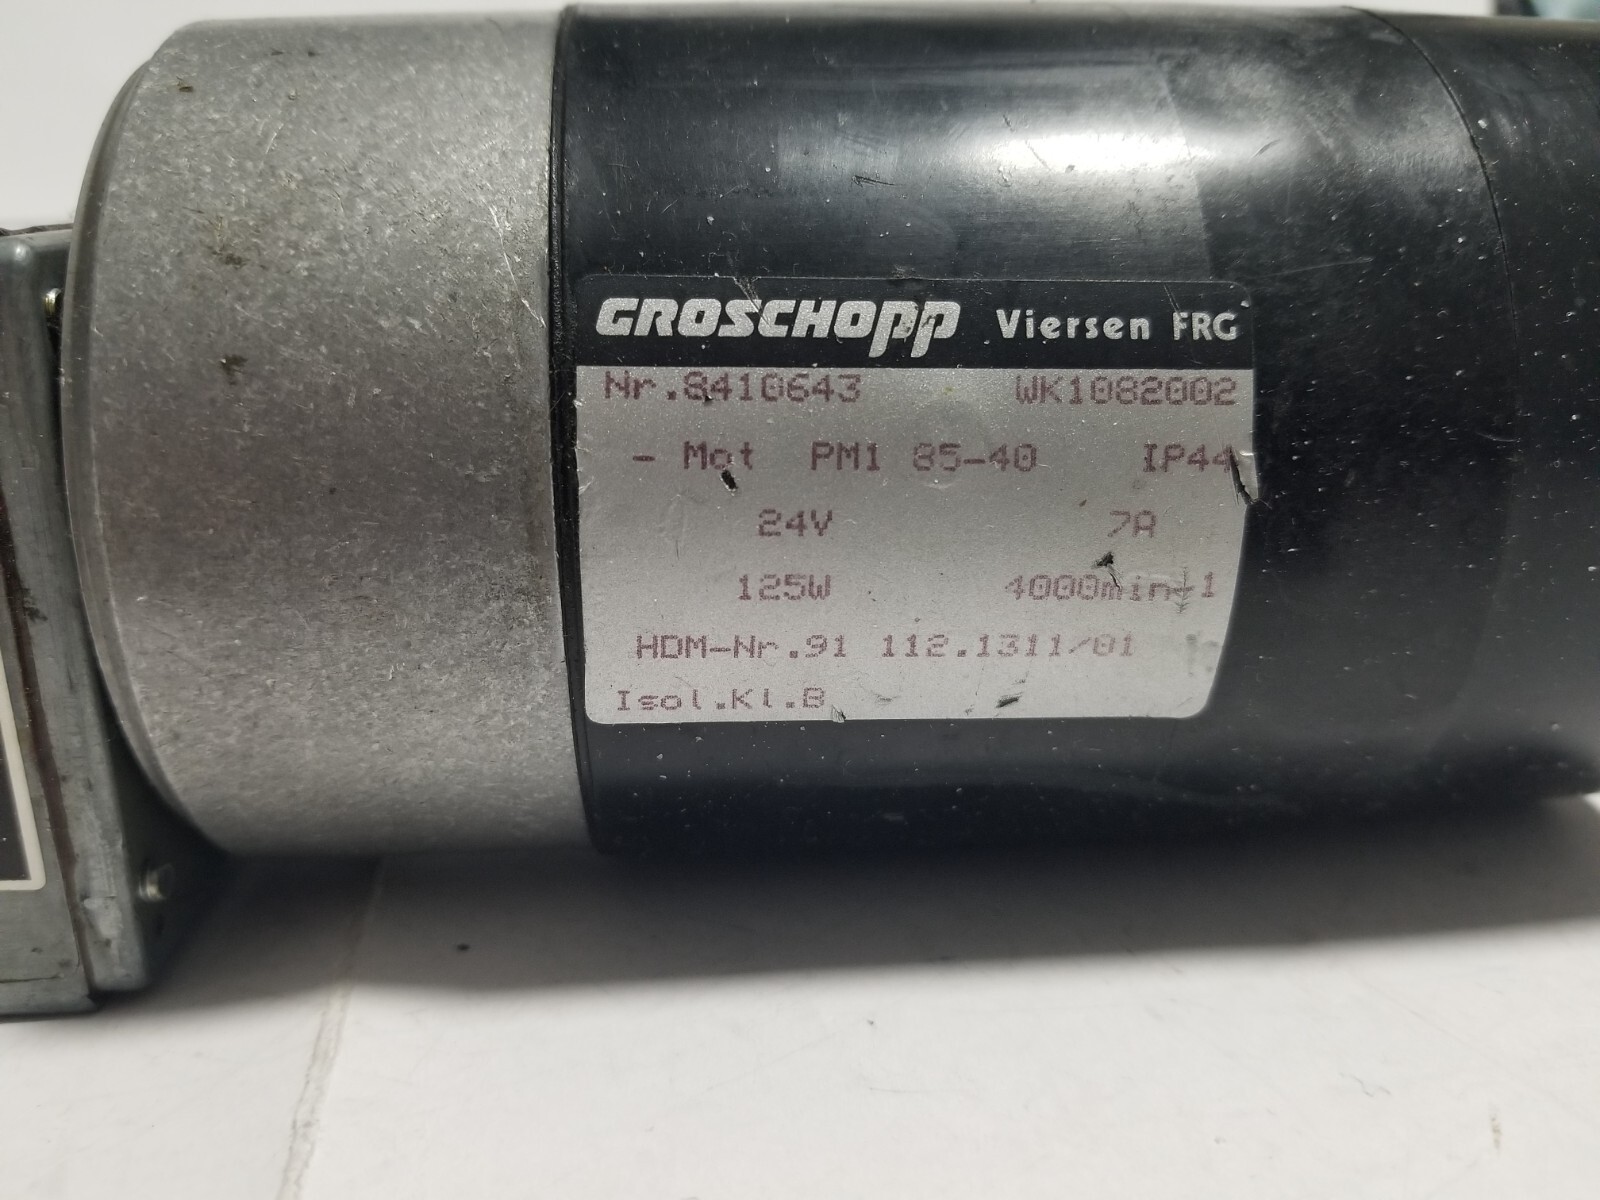 GROSCHOPP Viersen FRG
Nr.8410643 WK1082002
- Mot PM1 85-40 IP44
24V 7A
125W 4000min-1
HDM-Nr.91 112.1311/01
Isol.Kl.B